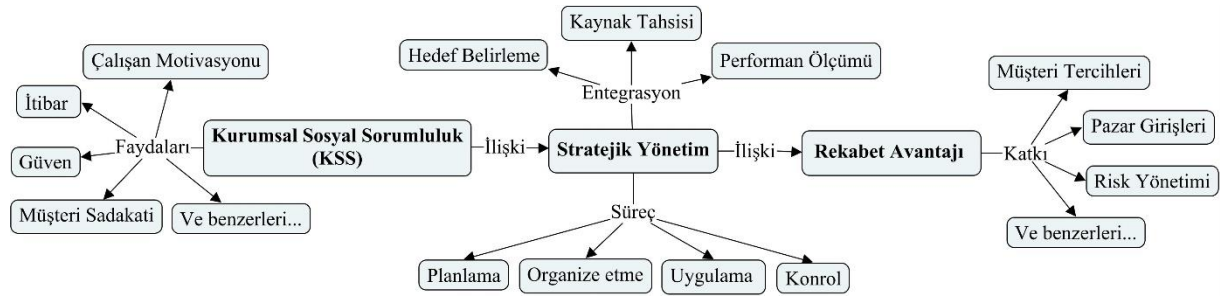 Kaynak Tahsisi
Hedef Belirleme
Performan Ölçümü
Entegrasyon
Çalışan Motivasyonu
İtibar
Güven
Faydaları
Müşteri Sadakati
Ve benzerleri...
Kurumsal Sosyal Sorumluluk
(KSS)
İlişki
Stratejik Yönetim
İlişki
Rekabet Avantajı
Katkı
Müşteri Tercihleri
Pazar Girişleri
Risk Yönetimi
Ve benzerleri...
Süreç
Planlama
Organize etme
Uygulama
Konrol